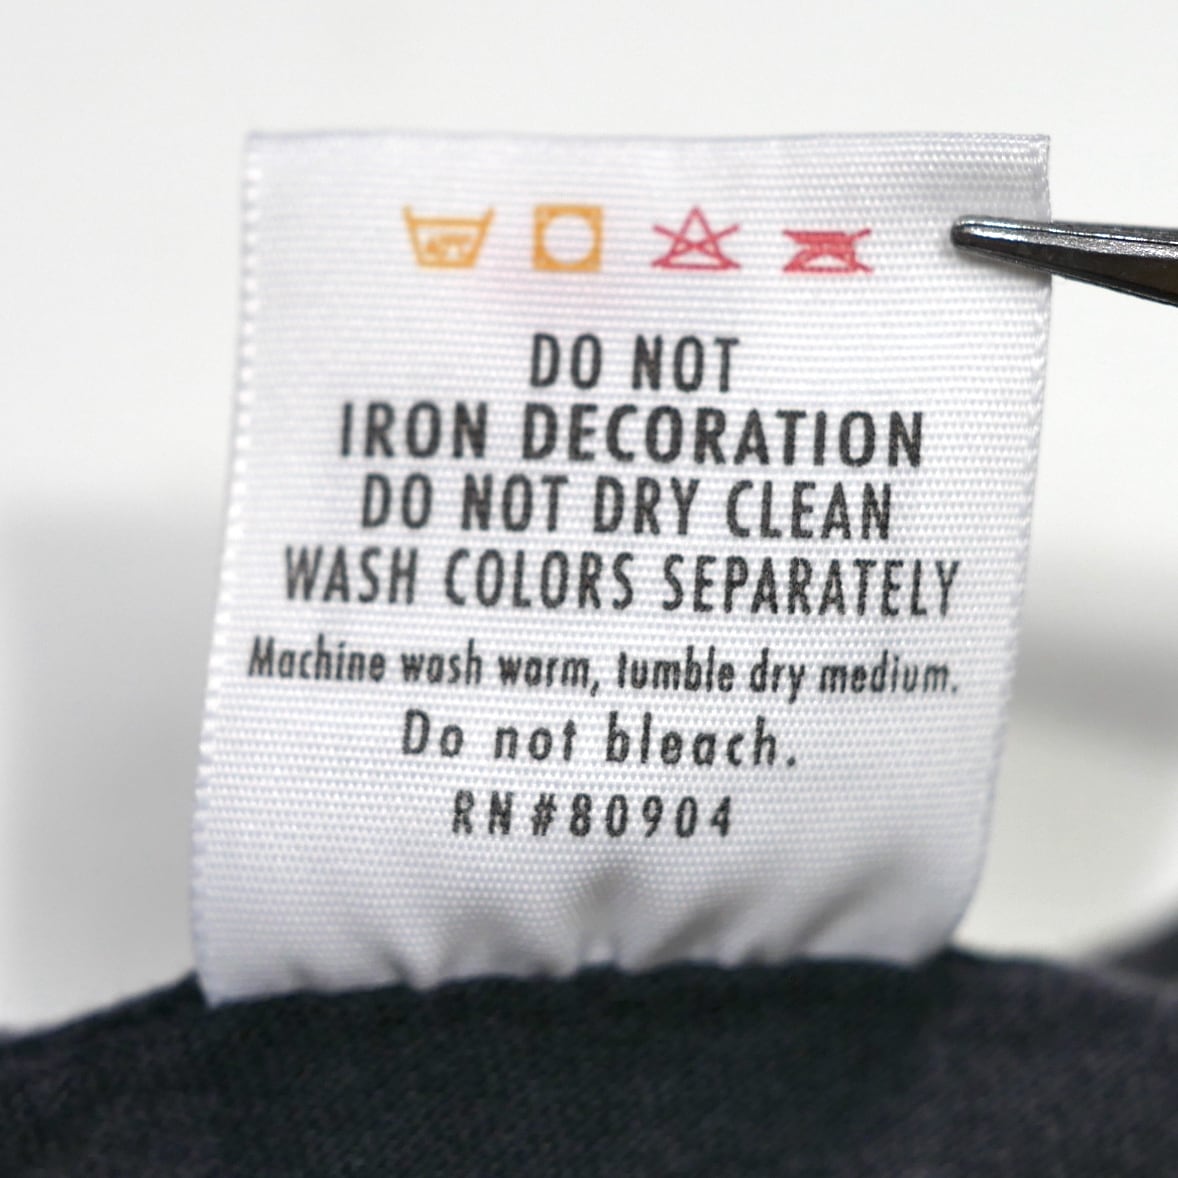 DO NOT
IRON DECORATION
DO NOT DRY CLEAN
WASH COLORS SEPARATELY
Machine wash warm, tumble dry medium.
Do not bleach.
RN#80904